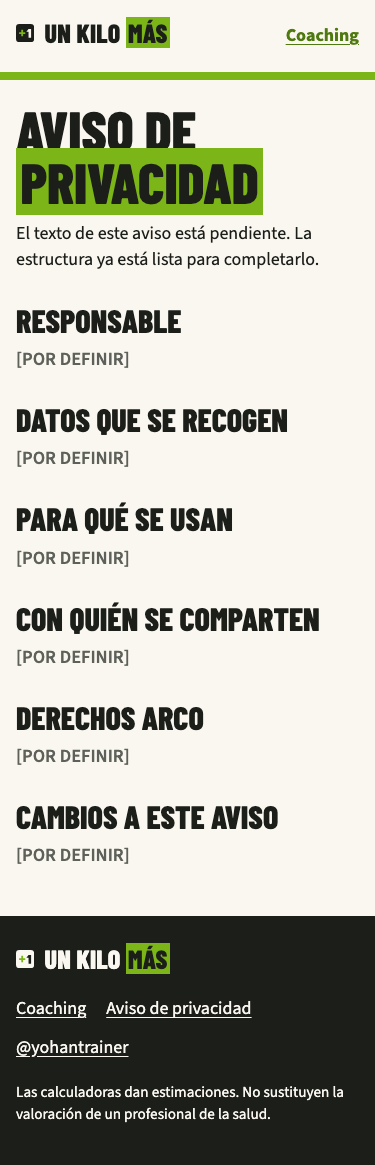 +1 UN KILO MÁS
Coaching
AVISO DE
PRIVACIDAD
El texto de este aviso está pendiente. La
estructura ya está lista para completarlo.
RESPONSABLE
[POR DEFINIR]
DATOS QUE SE RECOGEN
[POR DEFINIR]
PARA QUÉ SE USAN
[POR DEFINIR]
CON QUIÉN SE COMPARTEN
[POR DEFINIR]
DERECHOS ARCO
[POR DEFINIR]
CAMBIOS A ESTE AVISO
[POR DEFINIR]
+1 UN KILO MÁS
Coaching Aviso de privacidad
@yohantrainer
Las calculadoras dan estimaciones. No sustituyen la
valoración de un profesional de la salud.